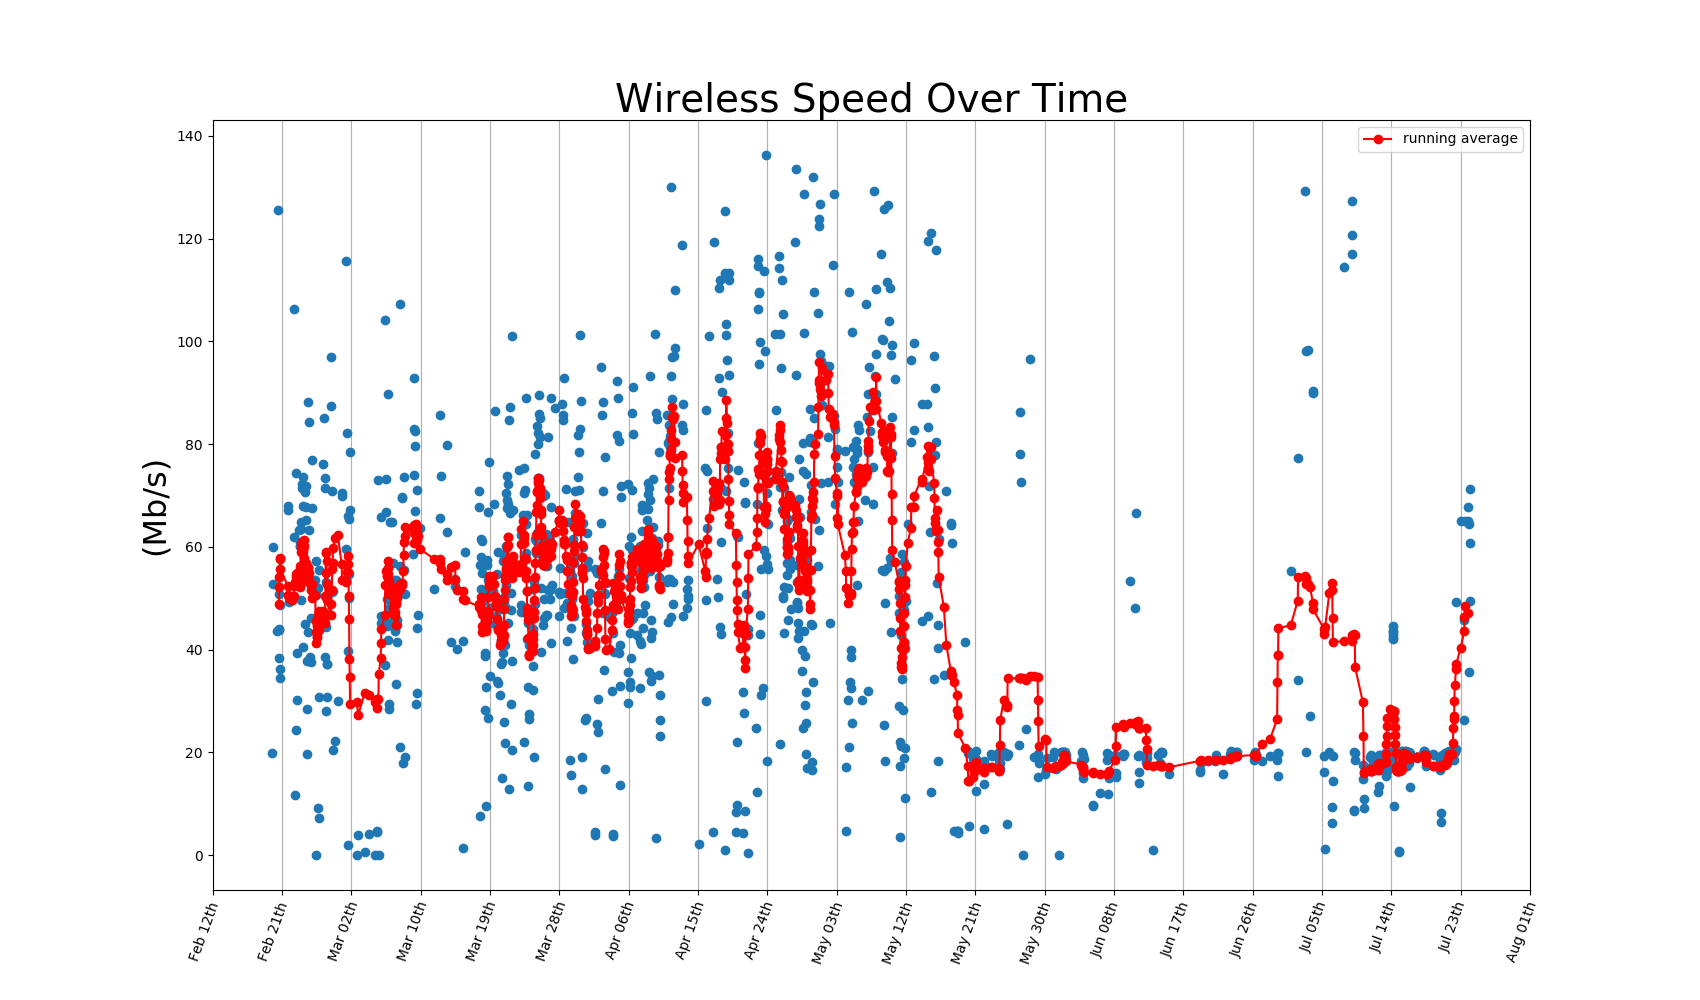 Wireless Speed Over Time
running average
(Mb/s)
140
120
100
80
60
40
20
0
Feb 12th
Feb 21th
Mar 02th
Mar 10th
Mar 19th
Mar 28th
Apr 06th
Apr 15th
Apr 24th
May 03th
May 12th
May 21th
May 30th
Jun 08th
Jun 17th
Jun 26th
Jul 05th
Jul 14th
Jul 23th
Aug 01th